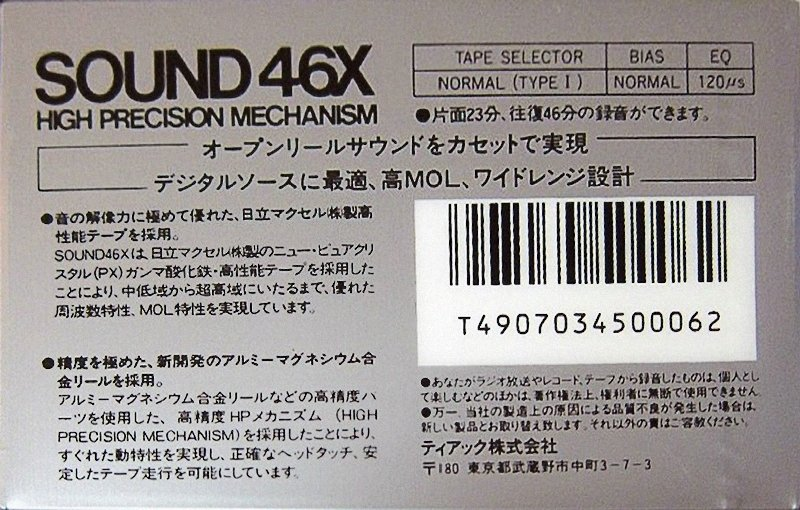 SOUND 46X
HIGH PRECISION MECHANISM
TAPE SELECTOR BIAS EQ
NORMAL (TYPE I) NORMAL 120μs
●片面23分、往復46分の録音ができます。
オープンリールサウンドをカセットで実現
デジタルソースに最適、高MOL、ワイドレンジ設計
●音の解像力に極めて優れた、日立マクセル㈱製高
性能テープを採用。
SOUND46Xは、日立マクセル㈱製のニュー・ピュアクリ
スタル(PX)ガンマ酸化鉄・高性能テープを採用した
ことにより、中低域から超高域にいたるまで、優れた
周波数特性、MOL特性を実現しています。
●精度を極めた、新開発のアルミーマグネシウム合
金リールを採用。
アルミーマグネシウム合金リールなどの高精度パ
ーツを使用した、高精度HPメカニズム(HIGH
PRECISION MECHANISM)を採用したことにより、
すぐれた動特性を実現し、正確なヘッドタッチ、安
定したテープ走行を可能にしています。
T4907034500062
●あなたがラジオ放送やレコード、テープから録音したものは、個人とし
て楽しむなどのほかは、著作権法上、権利者に無断で使用できません。
●万一、当社の製造上の原因による品質不良が発生した場合は、
新しい製品とお取り替え致します。それ以外の責はご容赦ください。
ティアック株式会社
〒180 東京都武蔵野市中町3-7-3